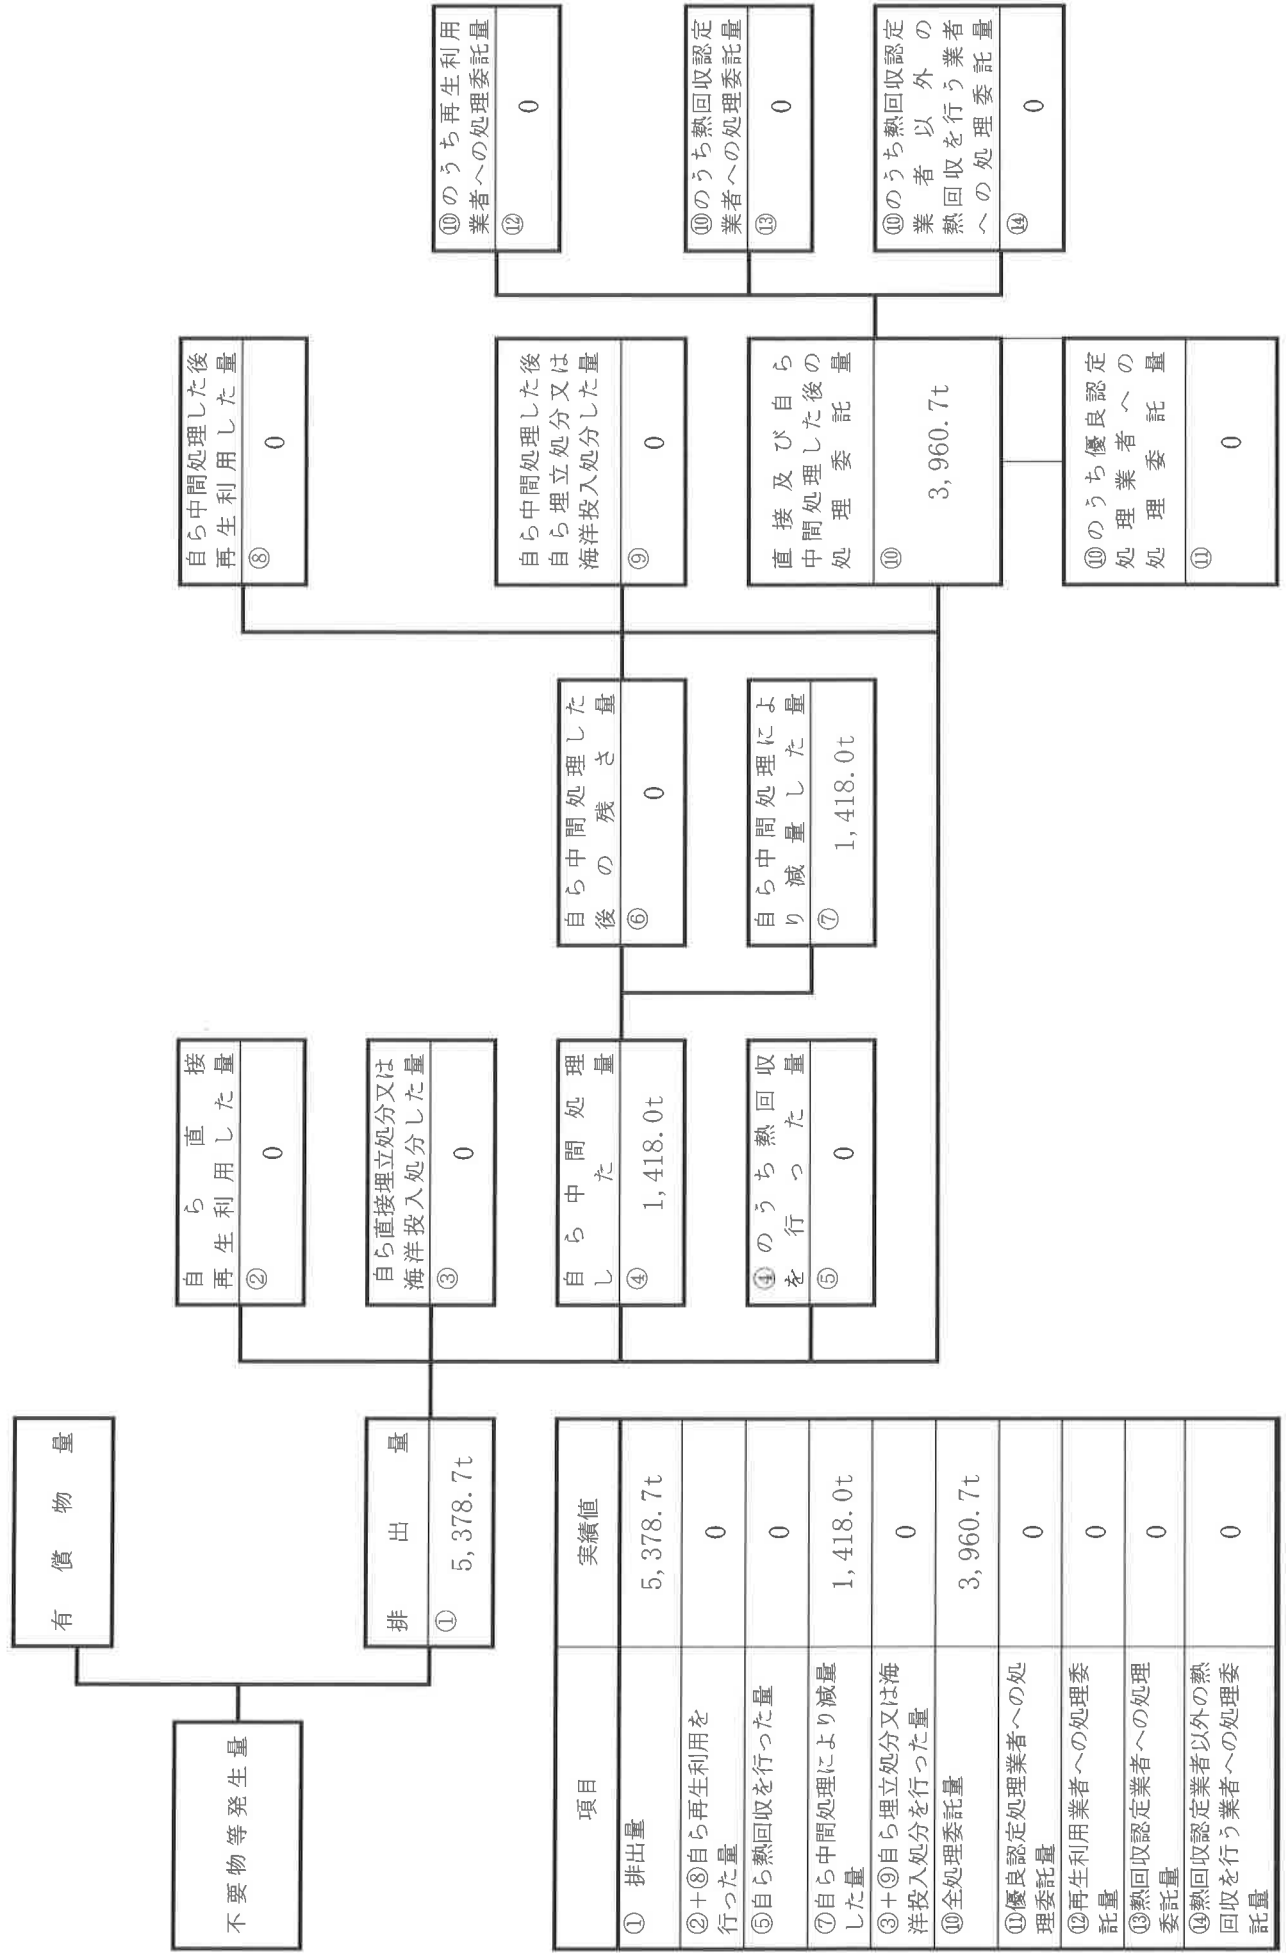 不要物等発生量
有償物量
排出量
① 5,378.7t
自ら直接
再生利用した量
② 0
自ら直接埋立処分又は
海洋投入処分した量
③ 0
自ら中間処理
した量
④ 1,418.0t
④のうち熱回収
を行った量
⑤ 0
自ら中間処理した
後の残さ量
⑥ 0
自ら中間処理によ
り減量した量
⑦ 1,418.0t
自ら中間処理した後
再生利用した量
⑧ 0
自ら中間処理した後
自ら埋立処分又は
海洋投入処分した量
⑨ 0
直接及び自ら
中間処理した後の
処理委託量
⑩ 3,960.7t
⑩のうち優良認定
処理業者への
処理委託量
⑪ 0
⑩のうち再生利用
業者への処理委託量
⑫ 0
⑩のうち熱回収認定
業者への処理委託量
⑬ 0
⑩のうち熱回収認定
業者以外の
熱回収を行う業者
への処理委託量
⑭ 0
項目 実績値
① 排出量 5,378.7t
②+⑧自ら再生利用を
行った量 0
⑤自ら熱回収を行った量 0
⑦自ら中間処理により減量
した量 1,418.0t
③+⑨自ら埋立処分又は海
洋投入処分を行った量 0
⑩全処理委託量 3,960.7t
⑪優良認定処理業者への処
理委託量 0
⑫再生利用業者への処理委
託量 0
⑬熱回収認定業者への処理
委託量 0
⑭熱回収認定業者以外の熱
回収を行う業者への処理委
託量 0